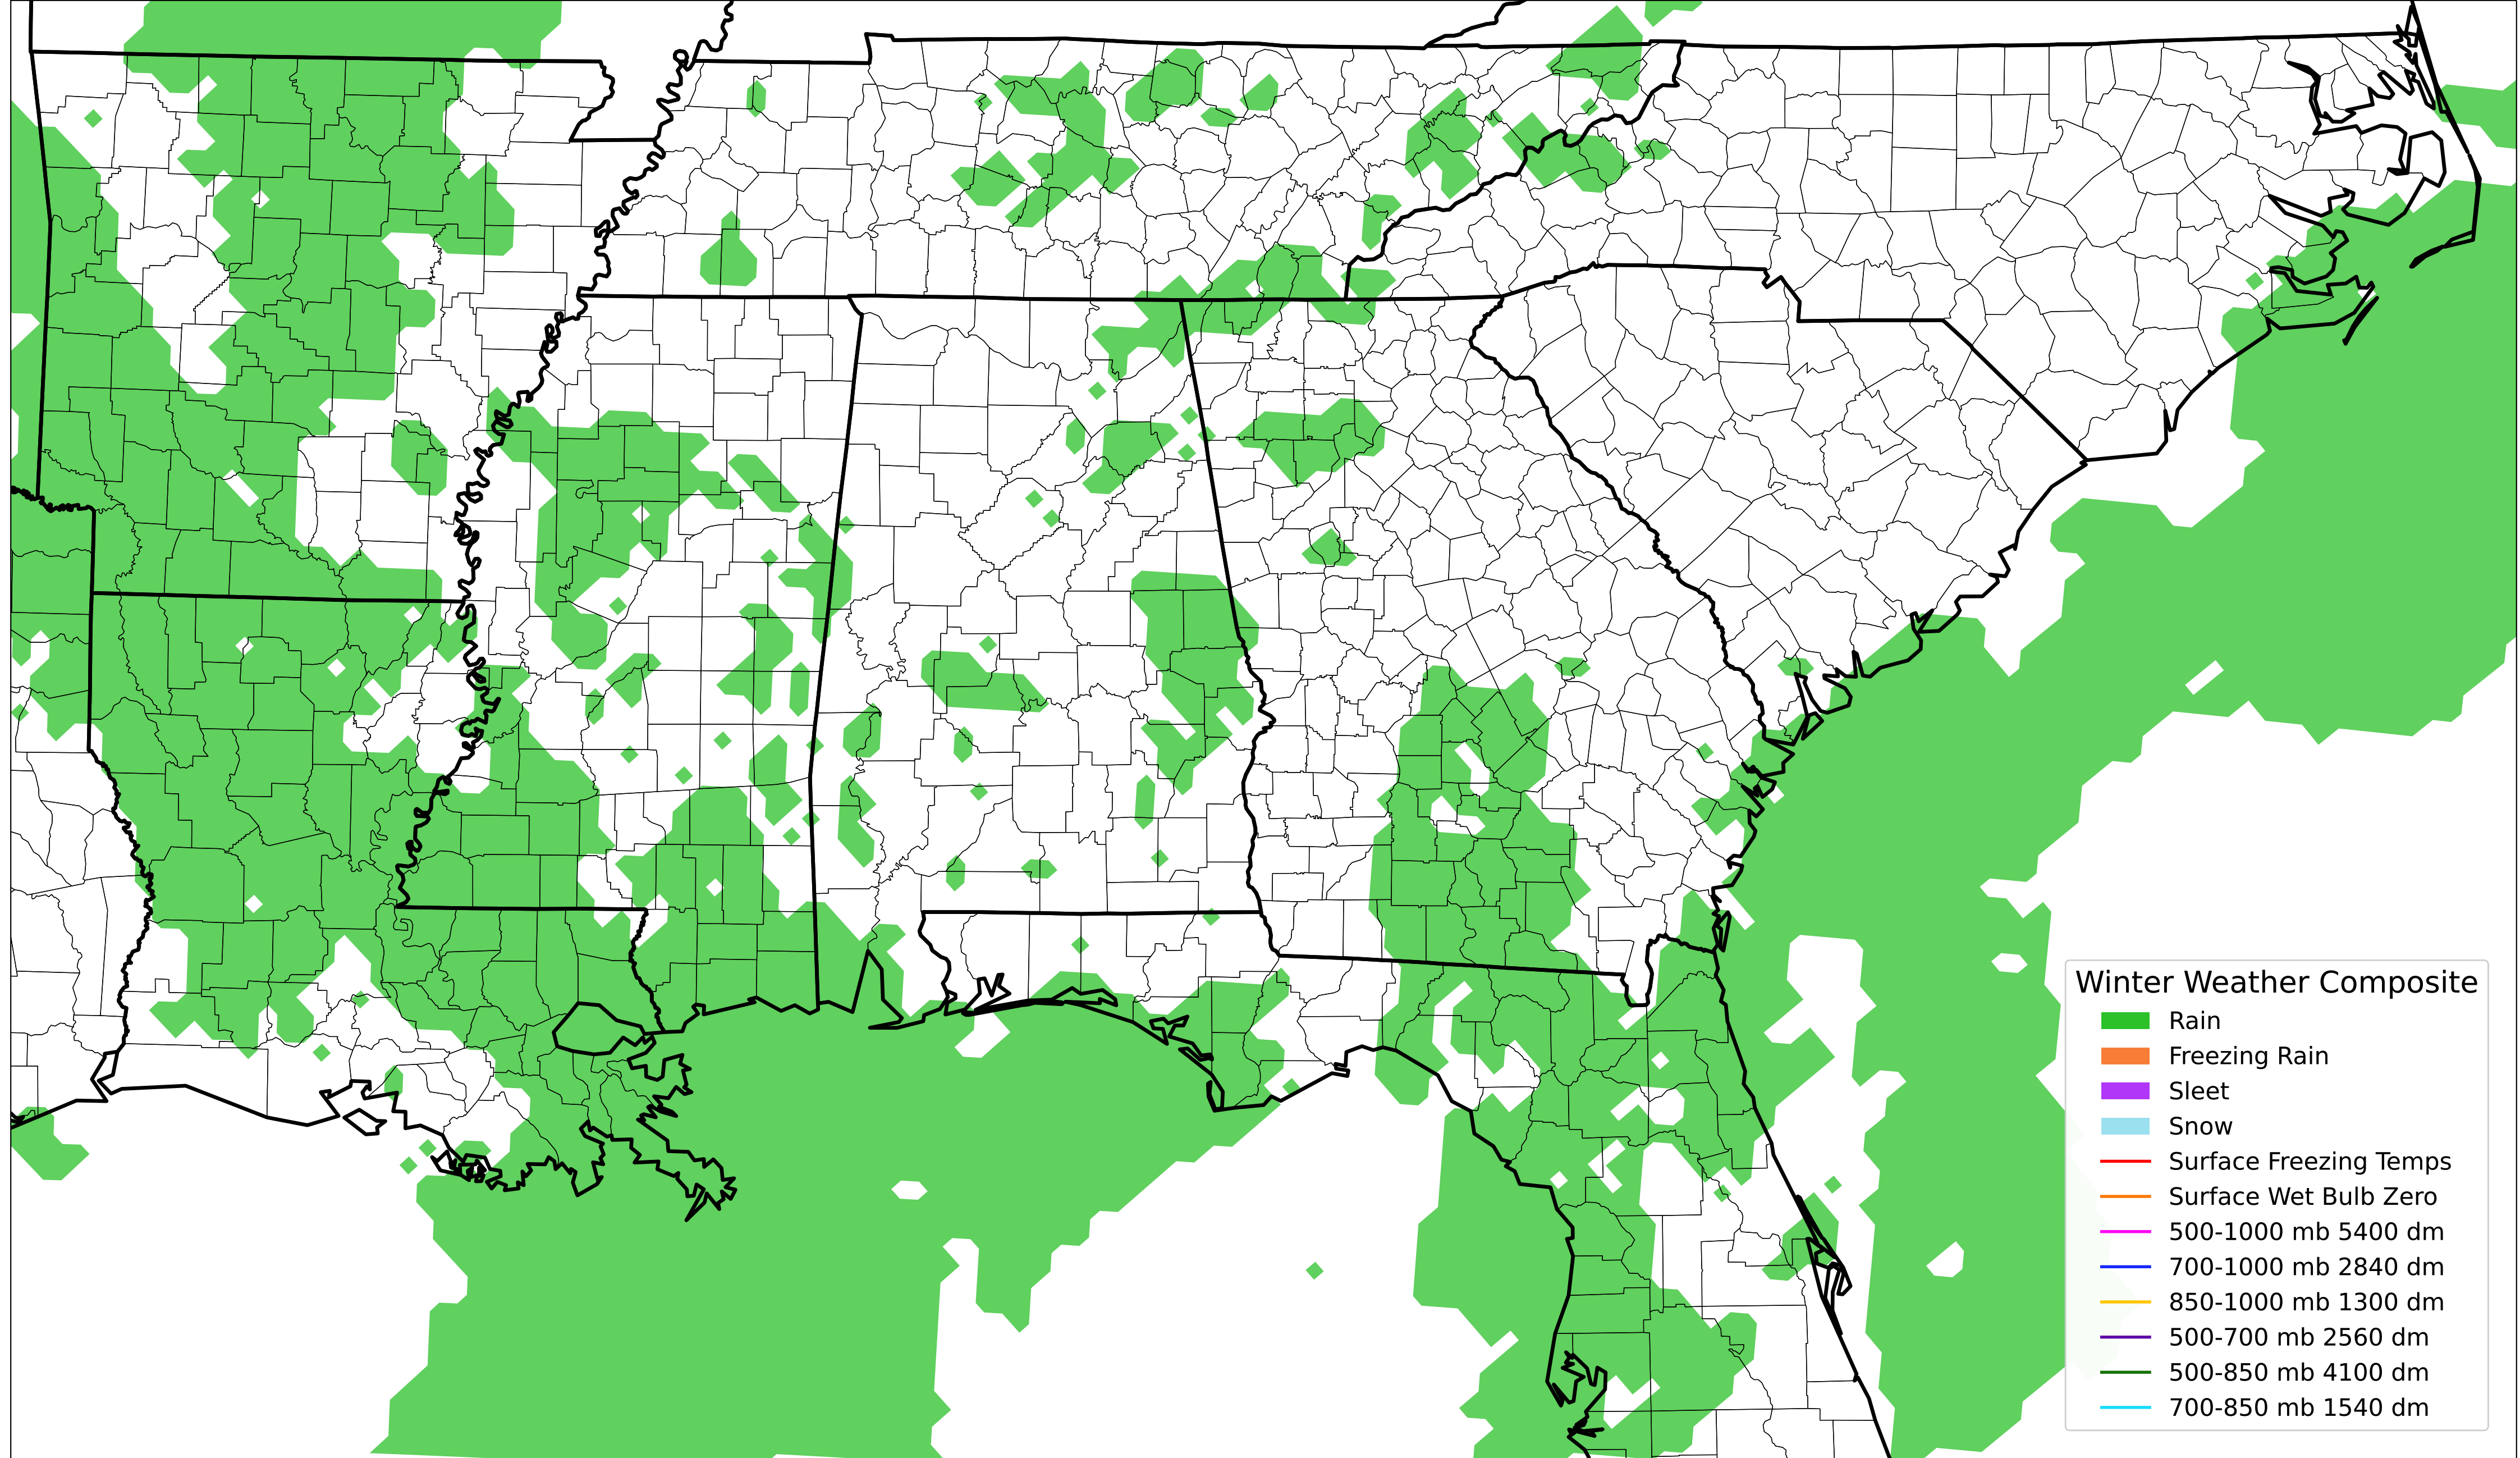 Winter Weather Composite
Rain
Freezing Rain
Sleet
Snow
Surface Freezing Temps
Surface Wet Bulb Zero
500-1000 mb 5400 dm
700-1000 mb 2840 dm
850-1000 mb 1300 dm
500-700 mb 2560 dm
500-850 mb 4100 dm
700-850 mb 1540 dm